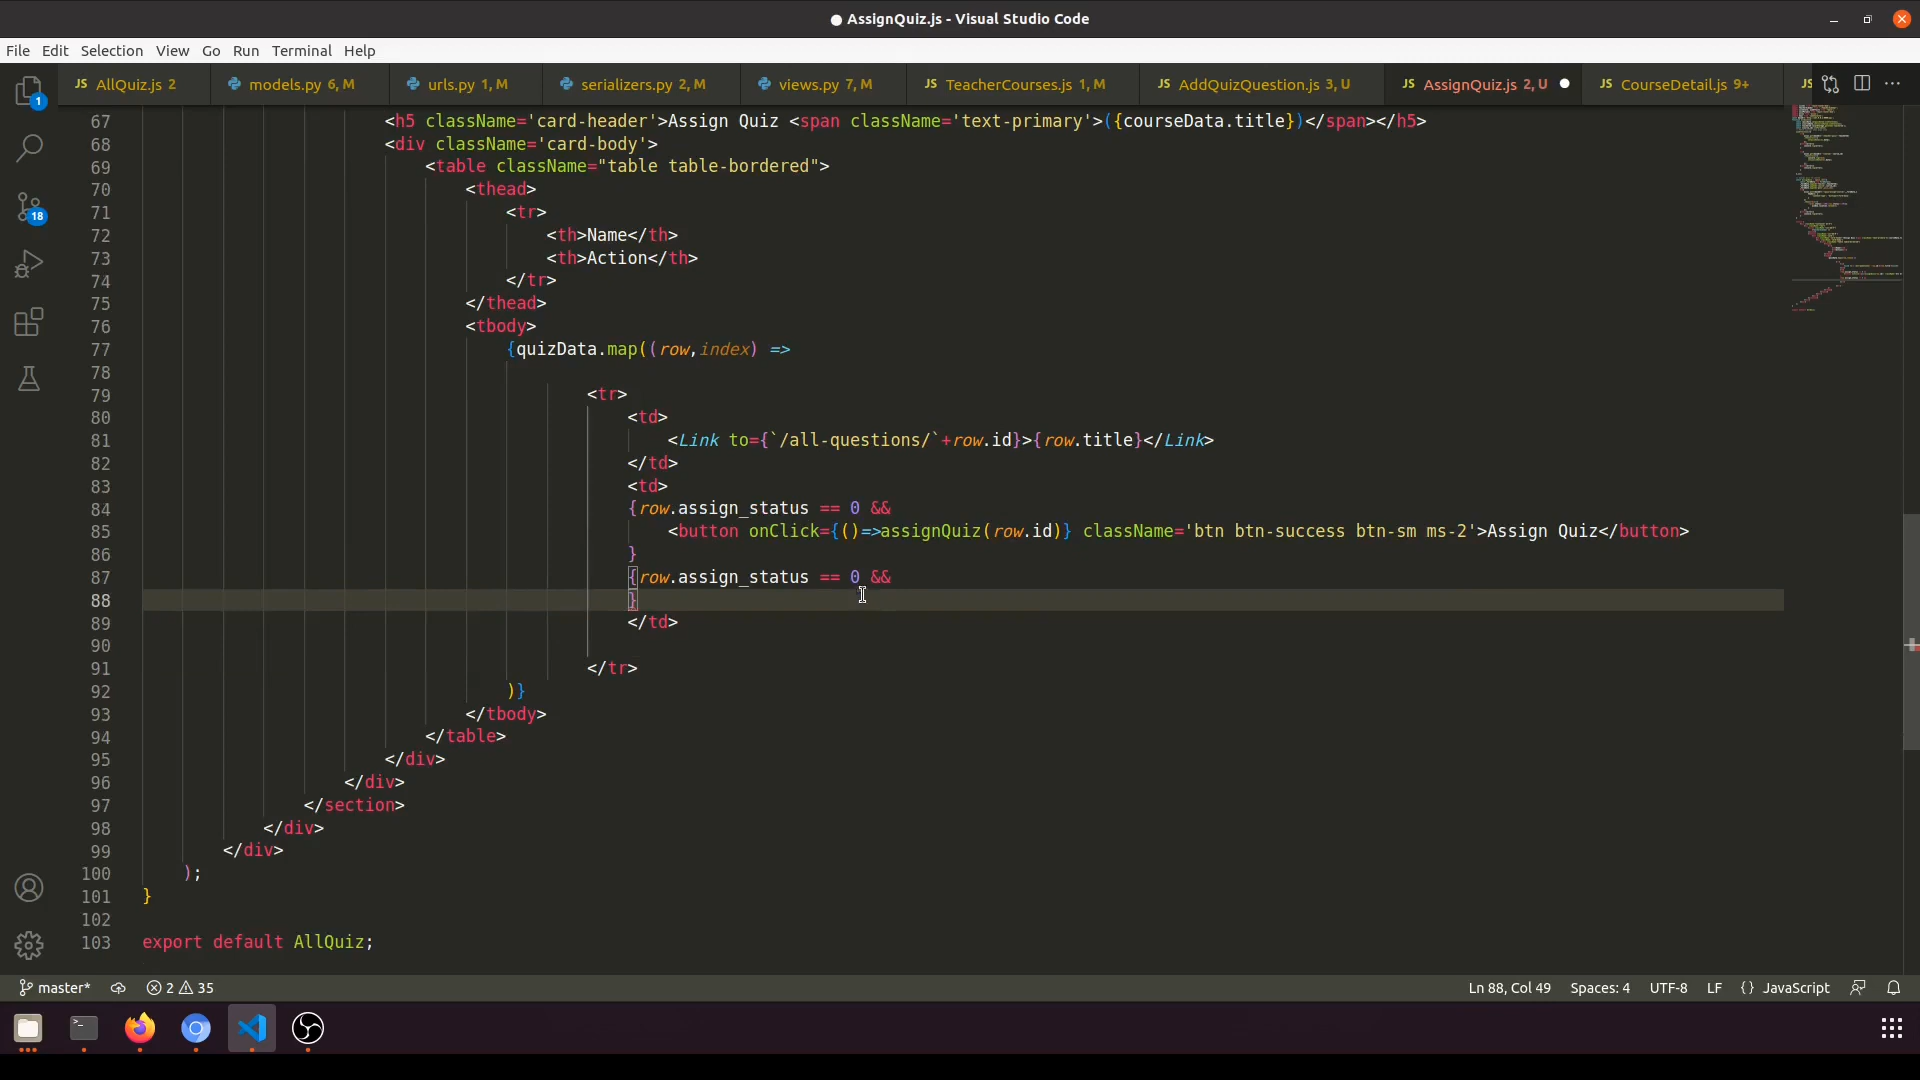 AssignQuiz.js - Visual Studio Code
File Edit Selection View Go Run Terminal Help
JS AllQuiz.js 2 models.py 6, M urls.py 1, M serializers.py 2, M views.py 7, M JS TeacherCourses.js 1, M JS AddQuizQuestion.js 3, U JS AssignQuiz.js 2, U JS CourseDetail.js 9+ JS
1
18
67 <h5 className='card-header'>Assign Quiz <span className='text-primary'>({courseData.title})</span></h5>
68 <div className='card-body'>
69 <table className="table table-bordered">
70 <thead>
71 <tr>
72 <th>Name</th>
73 <th>Action</th>
74 </tr>
75 </thead>
76 <tbody>
77 {quizData.map((row,index) =>
78
79 <tr>
80 <td>
81 <Link to={`/all-questions/`+row.id}>{row.title}</Link>
82 </td>
83 <td>
84 {row.assign_status == 0 &&
85 <button onClick={()=>assignQuiz(row.id)} className='btn btn-success btn-sm ms-2'>Assign Quiz</button>
86 }
87 {row.assign_status == 0 &&
88 }
89 </td>
90
91 </tr>
92 )}
93 </tbody>
94 </table>
95 </div>
96 </div>
97 </section>
98 </div>
99 </div>
100 );
101 }
102
103 export default AllQuiz;
master* 2 35 Ln 88, Col 49 Spaces: 4 UTF-8 LF {} JavaScript